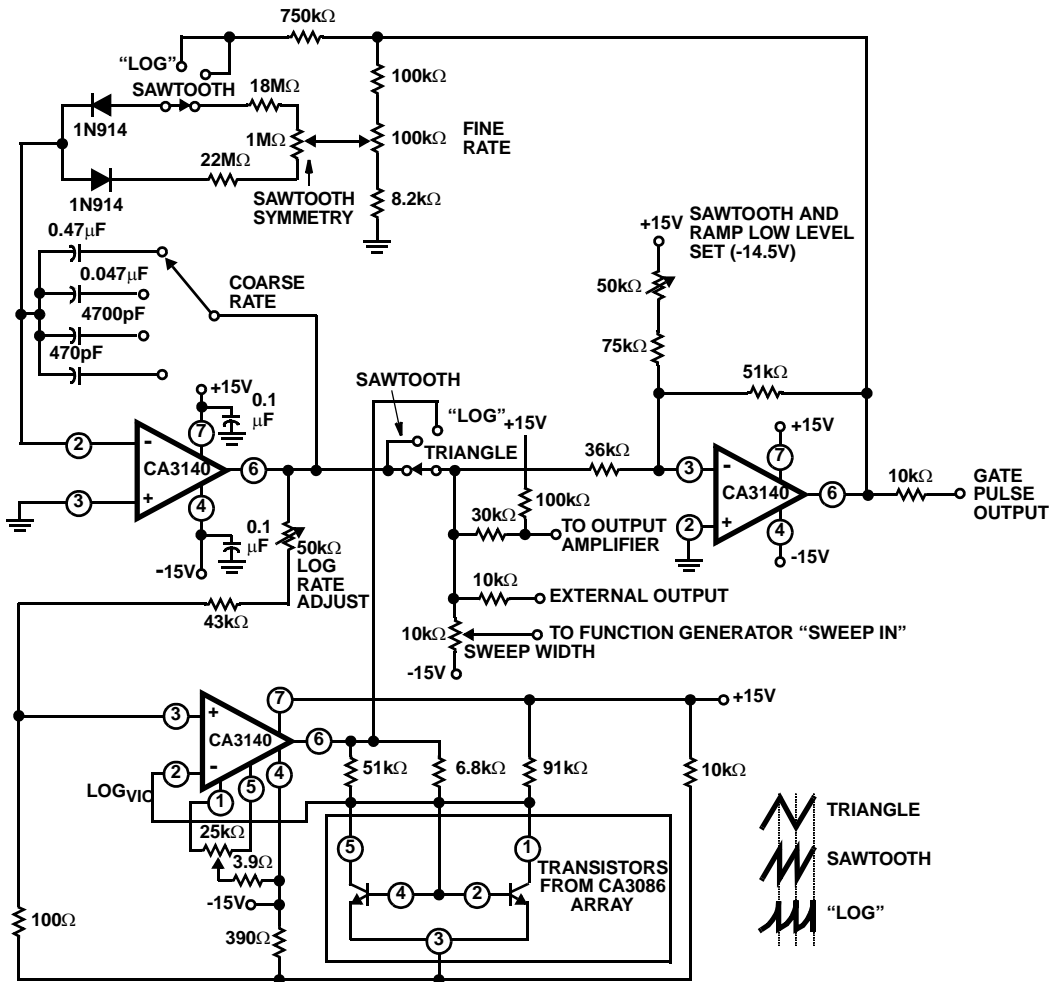 750kΩ
"LOG"
SAWTOOTH
18MΩ
100kΩ
1N914
1MΩ
100kΩ
FINE
RATE
22MΩ
1N914
SAWTOOTH
SYMMETRY
8.2kΩ
0.47µF
0.047µF
4700pF
470pF
COARSE
RATE
+15V
SAWTOOTH AND
RAMP LOW LEVEL
SET (-14.5V)
50kΩ
75kΩ
51kΩ
+15V
0.1
µF
7
2
-
CA3140
6
3
+
4
0.1
µF
-15V
SAWTOOTH
"LOG"
+15V
TRIANGLE
36kΩ
100kΩ
30kΩ
TO OUTPUT
AMPLIFIER
+15V
7
3
-
CA3140
6
2
+
4
-15V
10kΩ
GATE
PULSE
OUTPUT
50kΩ
LOG
RATE
ADJUST
43kΩ
10kΩ
EXTERNAL OUTPUT
10kΩ
TO FUNCTION GENERATOR "SWEEP IN"
SWEEP WIDTH
-15V
7
+15V
3
+
CA3140
6
2
-
4
5
1
LOGVIO
51kΩ
6.8kΩ
91kΩ
10kΩ
25kΩ
3.9Ω
-15V
390Ω
100Ω
5
1
4
2
3
TRANSISTORS
FROM CA3086
ARRAY
TRIANGLE
SAWTOOTH
"LOG"